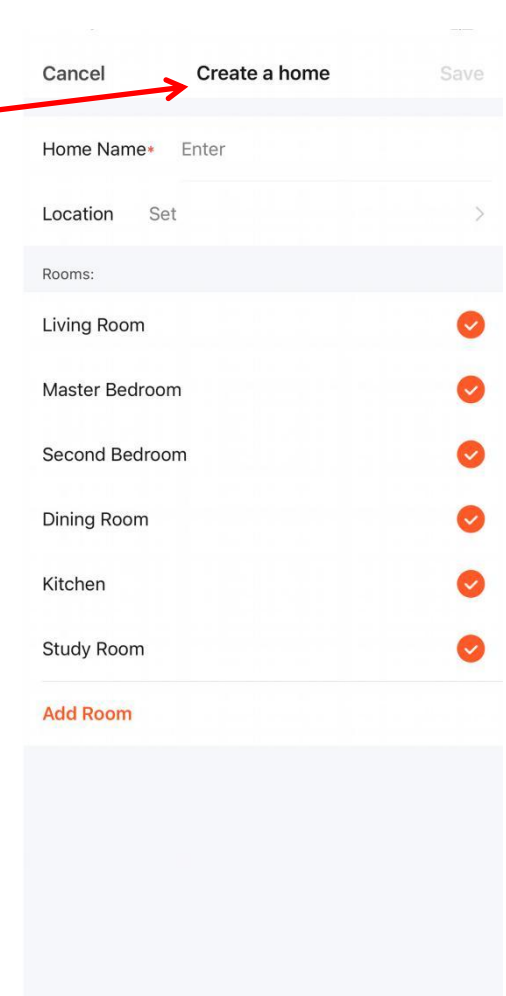 Cancel Create a home Save
Home Name* Enter
Location Set
Rooms:
Living Room
Master Bedroom
Second Bedroom
Dining Room
Kitchen
Study Room
Add Room